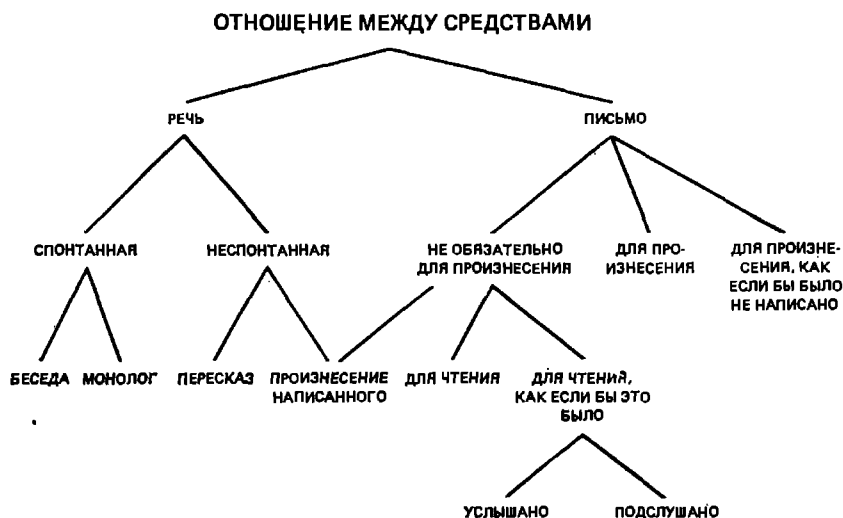 ОТНОШЕНИЕ МЕЖДУ СРЕДСТВАМИ
РЕЧЬ
ПИСЬМО
СПОНТАННАЯ
НЕСПОНТАННАЯ
НЕ ОБЯЗАТЕЛЬНО
ДЛЯ ПРОИЗНЕСЕНИЯ
ДЛЯ ПРО-
ИЗНЕСЕНИЯ
ДЛЯ ПРОИЗНЕ-
СЕНИЯ, КАК
ЕСЛИ БЫ БЫЛО
НЕ НАПИСАНО
БЕСЕДА
МОНОЛОГ
ПЕРЕСКАЗ
ПРОИЗНЕСЕНИЕ
НАПИСАННОГО
ДЛЯ ЧТЕНИЯ
ДЛЯ ЧТЕНИЯ,
КАК ЕСЛИ БЫ ЭТО
БЫЛО
УСЛЫШАНО
ПОДСЛУШАНО